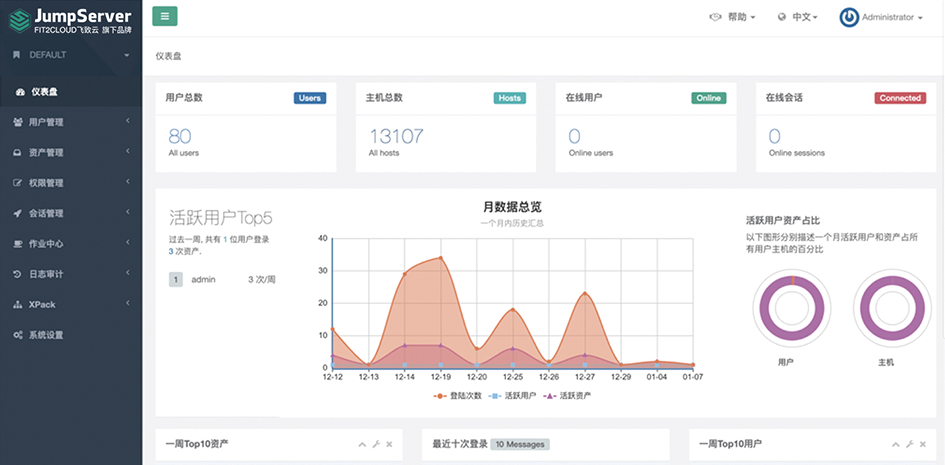 JumpServer
FIT2CLOUD飞致云 旗下品牌
帮助
中文
Administrator
DEFAULT
仪表盘
用户管理
资产管理
权限管理
会话管理
作业中心
日志审计
XPack
系统设置
仪表盘
用户总数 Users
80
All users
主机总数 Hosts
13107
All hosts
在线用户 Online
0
Online users
在线会话 Connected
0
Online sessions
活跃用户Top5
过去一周, 共有 1 位用户登录
3 次资产.
1 admin 3 次/周
月数据总览
一个月内历史汇总
40
30
20
10
0
12-12 12-13 12-14 12-19 12-20 12-25 12-26 12-27 12-29 01-04 01-07
登陆次数 活跃用户 活跃资产
活跃用户资产占比
以下图形分别描述一个月活跃用户和资产占所
有用户主机的百分比
用户 主机
一周Top10资产
最近十次登录 10 Messages
一周Top10用户